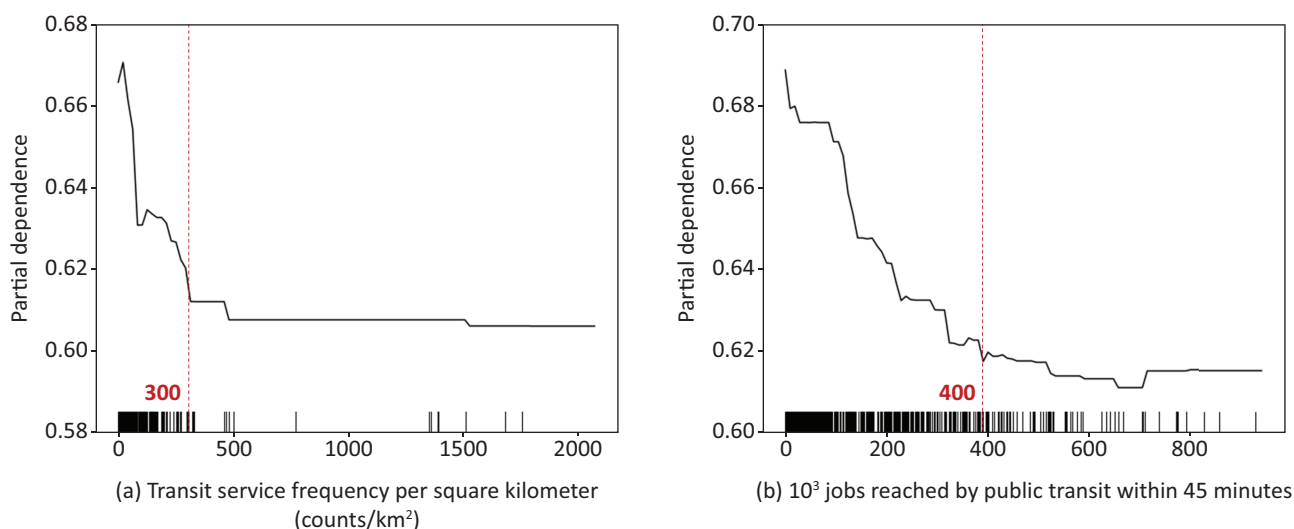 0.68
0.66
0.64
0.62
0.60
0.58
Partial dependence
300
0 500 1000 1500 2000
(a) Transit service frequency per square kilometer
(counts/km²)
0.70
0.68
0.66
0.64
0.62
0.60
Partial dependence
400
0 200 400 600 800
(b) 10³ jobs reached by public transit within 45 minutes